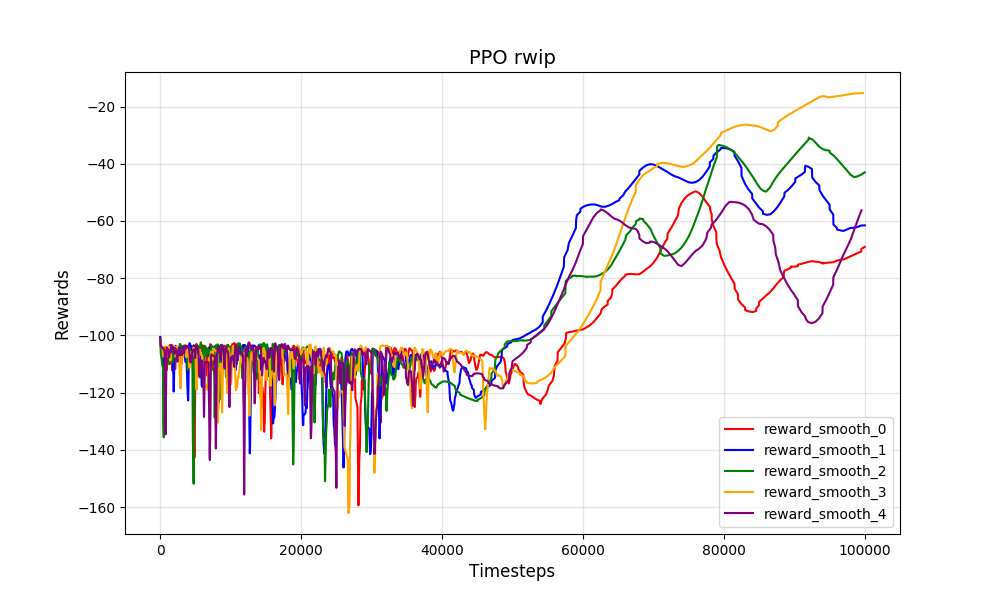 PPO rwip
Rewards
−20
−40
−60
−80
−100
−120
−140
−160
0
20000
40000
60000
80000
100000
Timesteps
reward_smooth_0
reward_smooth_1
reward_smooth_2
reward_smooth_3
reward_smooth_4